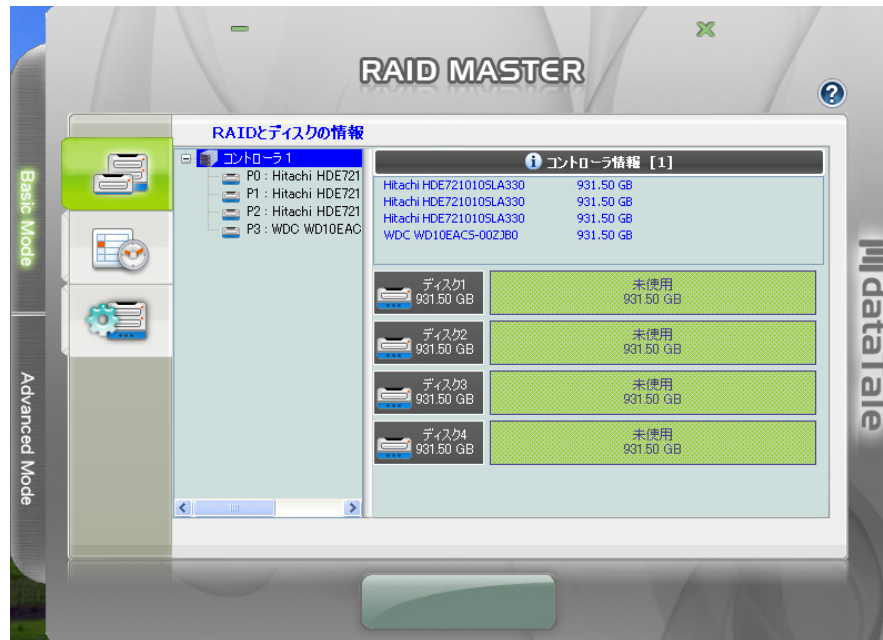 RAID MASTER
RAIDとディスクの情報
Basic Mode
Advanced Mode
コントローラ 1
P0 : Hitachi HDE721
P1 : Hitachi HDE721
P2 : Hitachi HDE721
P3 : WDC WD10EAC
コントローラ情報 [1]
Hitachi HDE721010SLA330 931.50 GB
Hitachi HDE721010SLA330 931.50 GB
Hitachi HDE721010SLA330 931.50 GB
WDC WD10EACS-00ZJB0 931.50 GB
ディスク1
931.50 GB
未使用
931.50 GB
ディスク2
931.50 GB
未使用
931.50 GB
ディスク3
931.50 GB
未使用
931.50 GB
ディスク4
931.50 GB
未使用
931.50 GB
dataTale